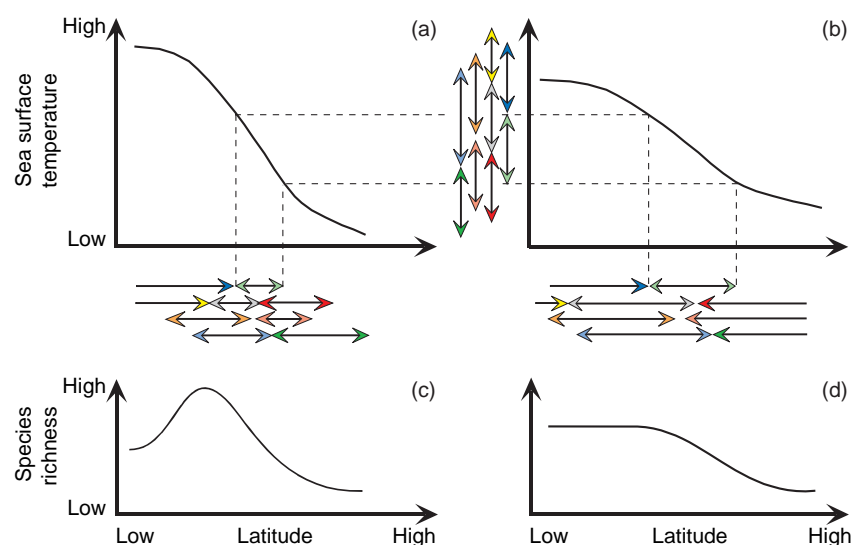 High
(a)
(b)
Sea surface
temperature
Low
High
(c)
(d)
Species
richness
Low
Low
Latitude
High
Low
Latitude
High